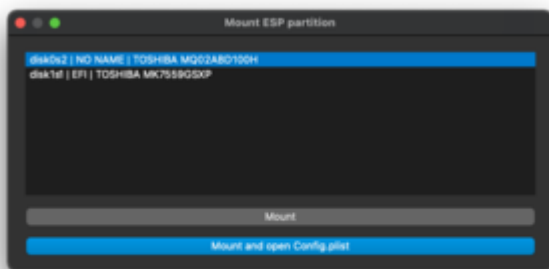 Mount ESP partition
disk0s2 | NO NAME | TOSHIBA MQ02ABD100H
disk1s1 | EFI | TOSHIBA MK7559GSXP
Mount
Mount and open Config.plist